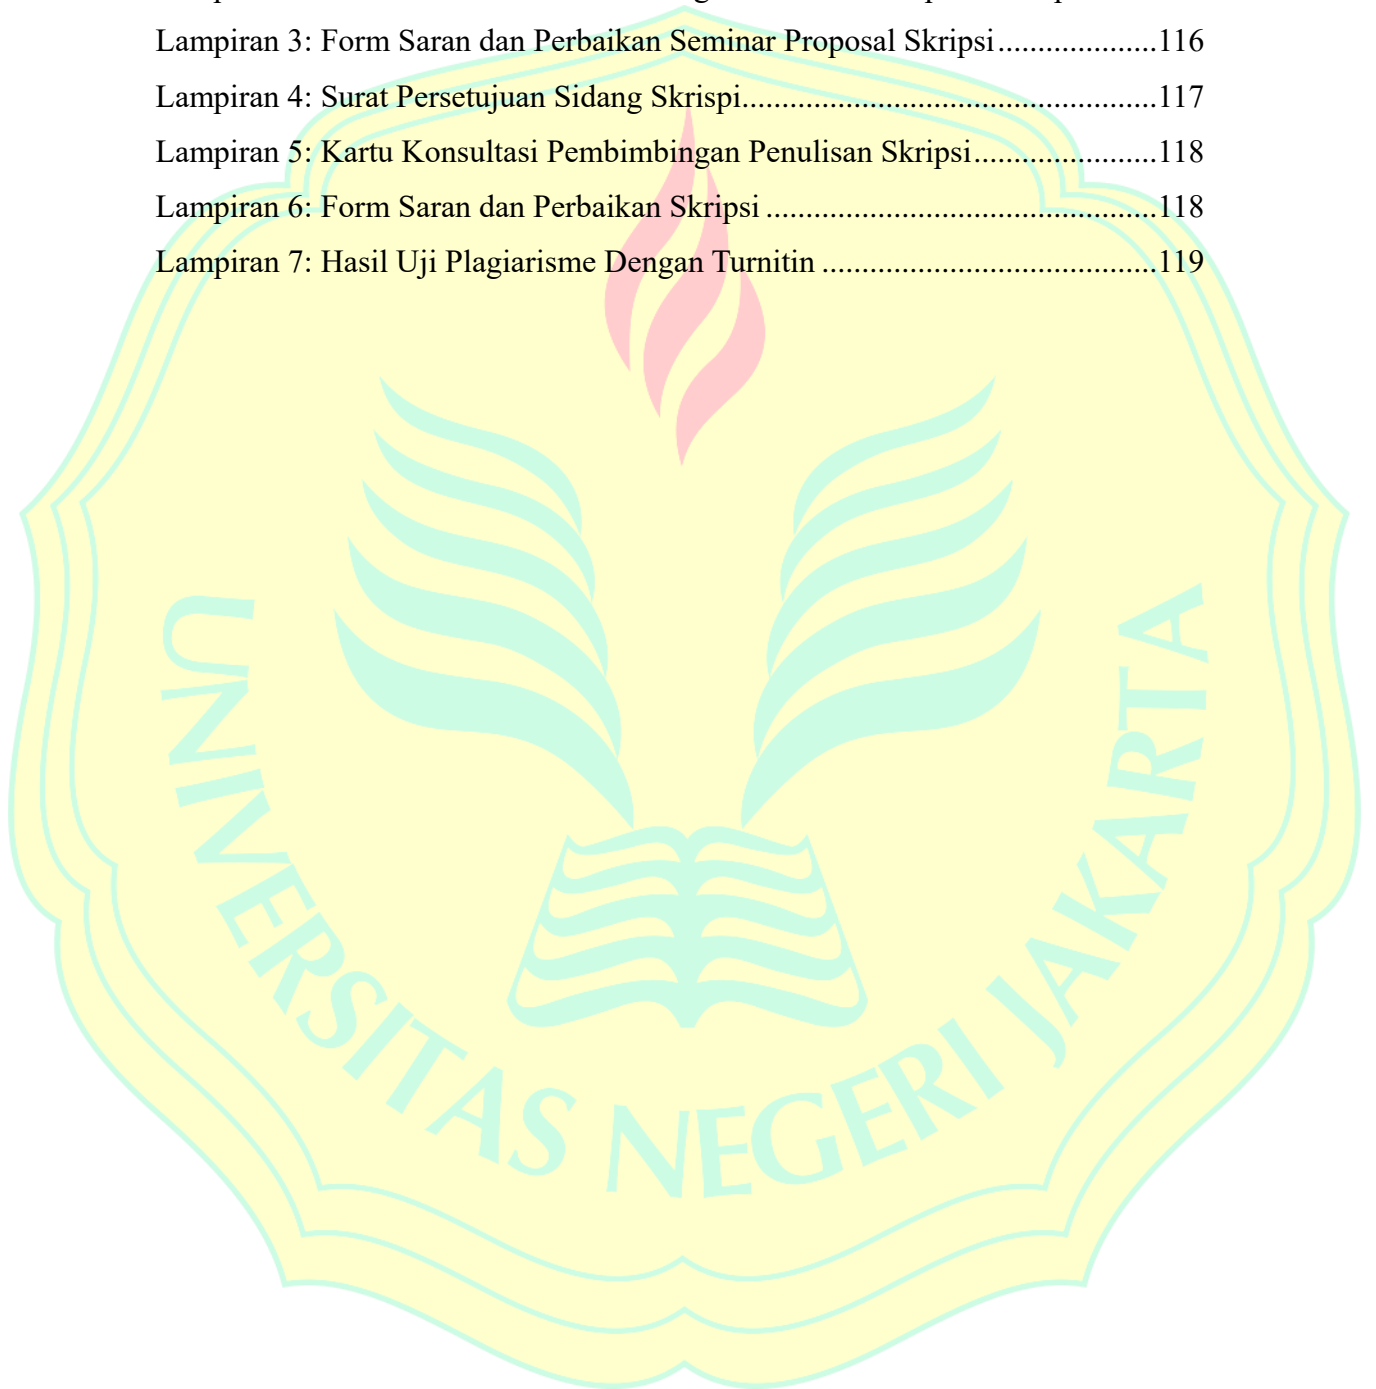 Lampiran 3: Form Saran dan Perbaikan Seminar Proposal Skripsi....................116
Lampiran 4: Surat Persetujuan Sidang Skrispi............................................117
Lampiran 5: Kartu Konsultasi Pembimbingan Penulisan Skripsi.......................118
Lampiran 6: Form Saran dan Perbaikan Skripsi ..........................................118
Lampiran 7: Hasil Uji Plagiarisme Dengan Turnitin ....................................119
UNIVERSITAS NEGERI JAKARTA